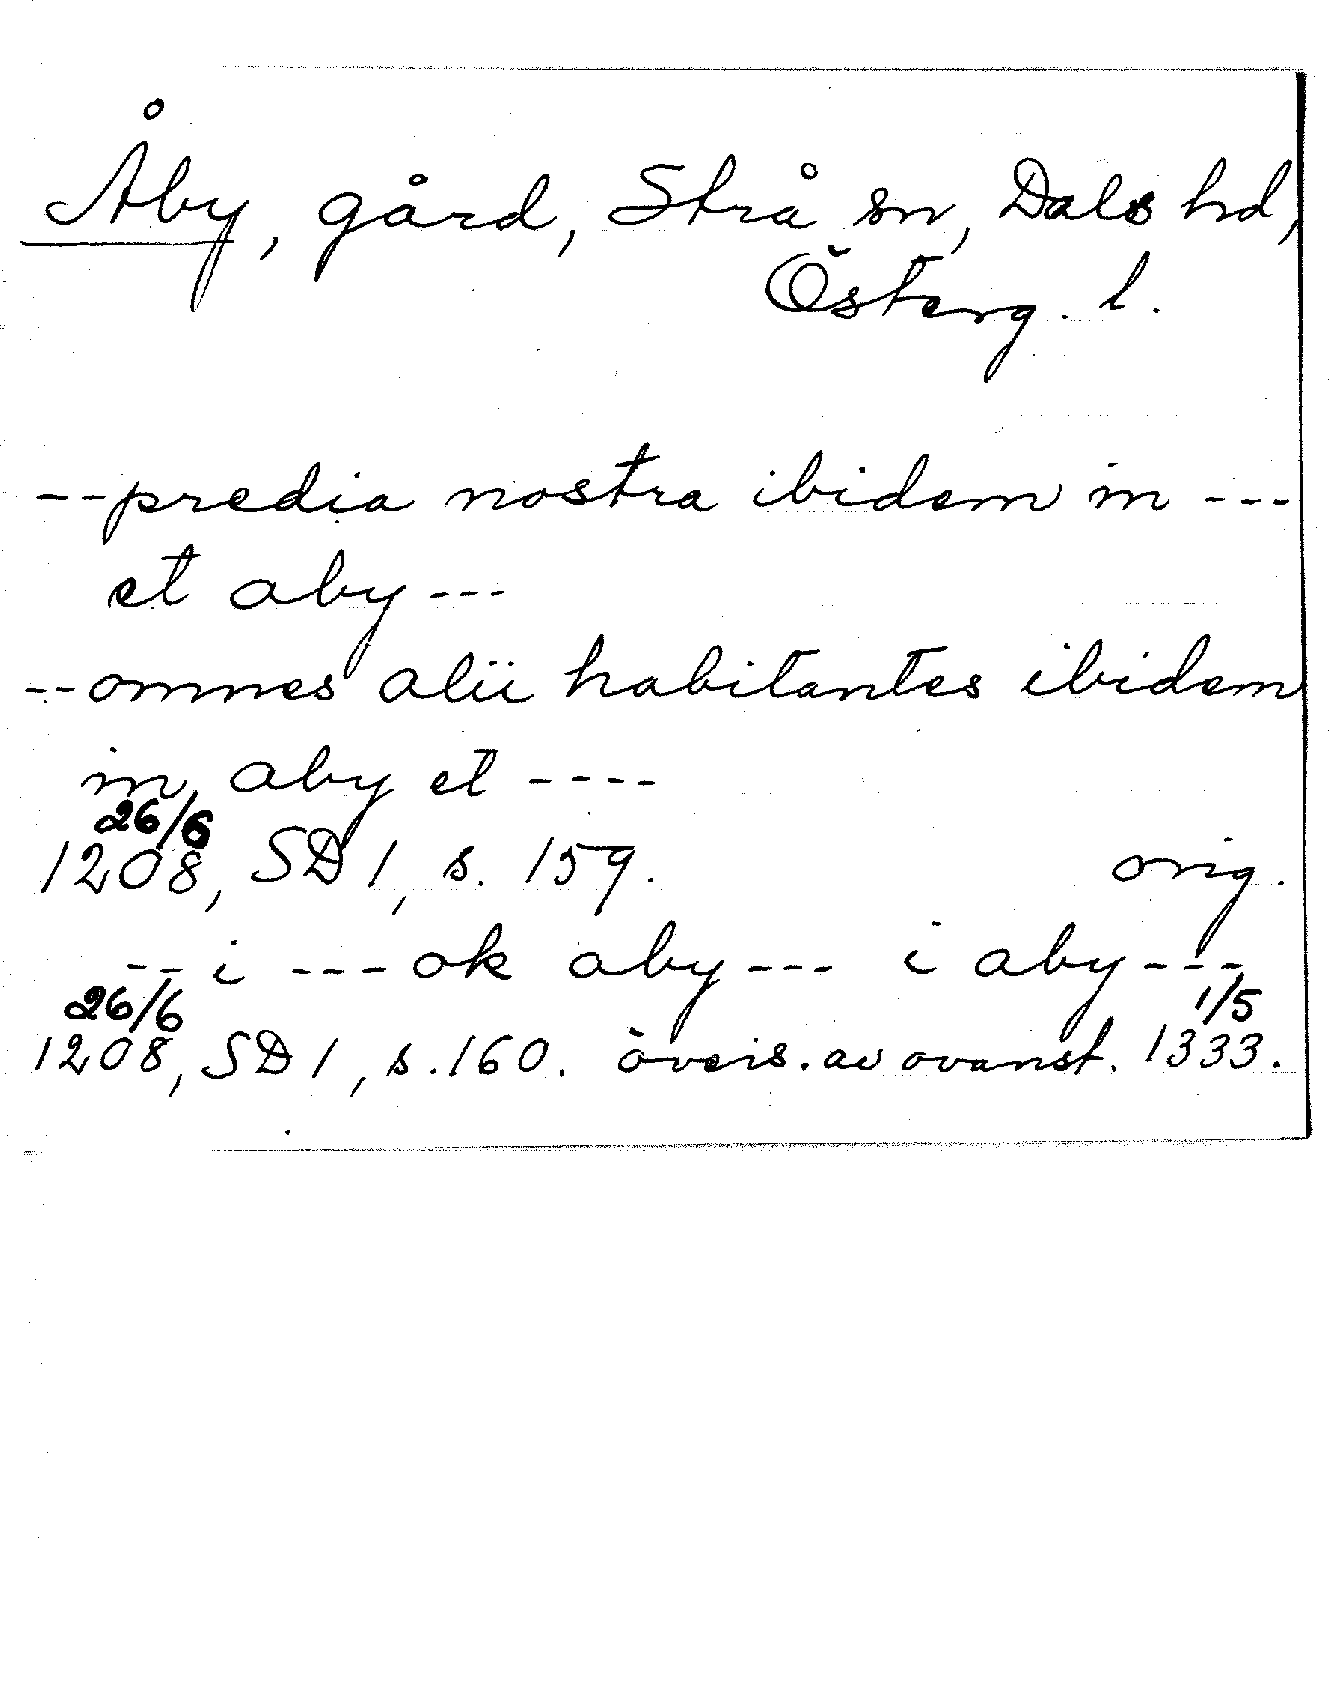 Åby, gård, Strå sn, Dals hd,
Österg. l.
--predia nostra ibidem in ---
et aby---
--omnes alii habitantes ibidem
in aby et ----
26/6
1208, SD 1, s. 159. orig.
-- i --- ok aby --- i aby ---
26/6 1/5
1208, SD 1, s. 160. övers. av ovanst. 1333.